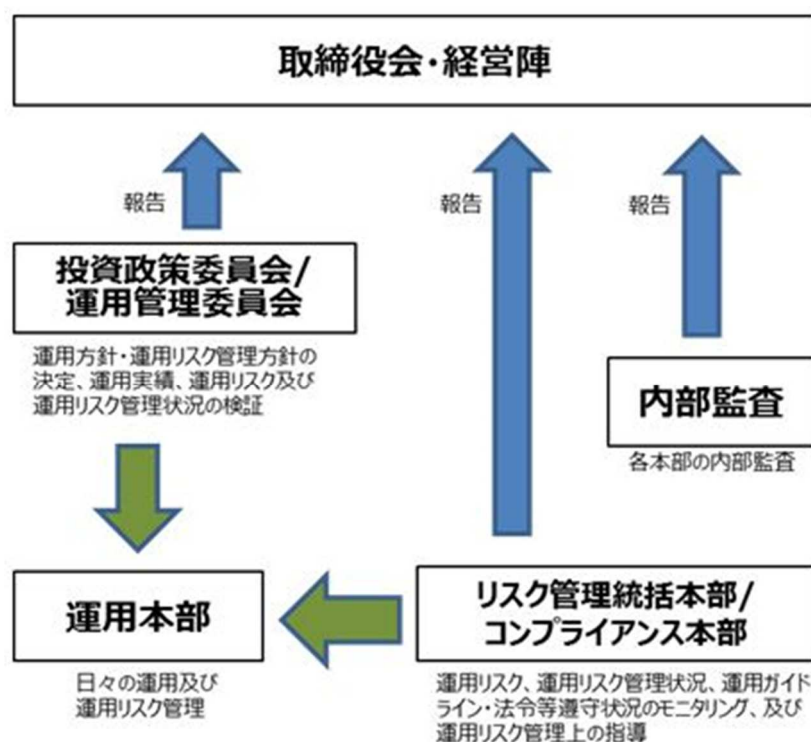 取締役会・経営陣
報告
報告
報告
投資政策委員会/
運用管理委員会
運用方針・運用リスク管理方針の
決定、運用実績、運用リスク及び
運用リスク管理状況の検証
内部監査
各本部の内部監査
運用本部
日々の運用及び
運用リスク管理
リスク管理統括本部/
コンプライアンス本部
運用リスク、運用リスク管理状況、運用ガイド
ライン・法令等遵守状況のモニタリング、及び
運用リスク管理上の指導